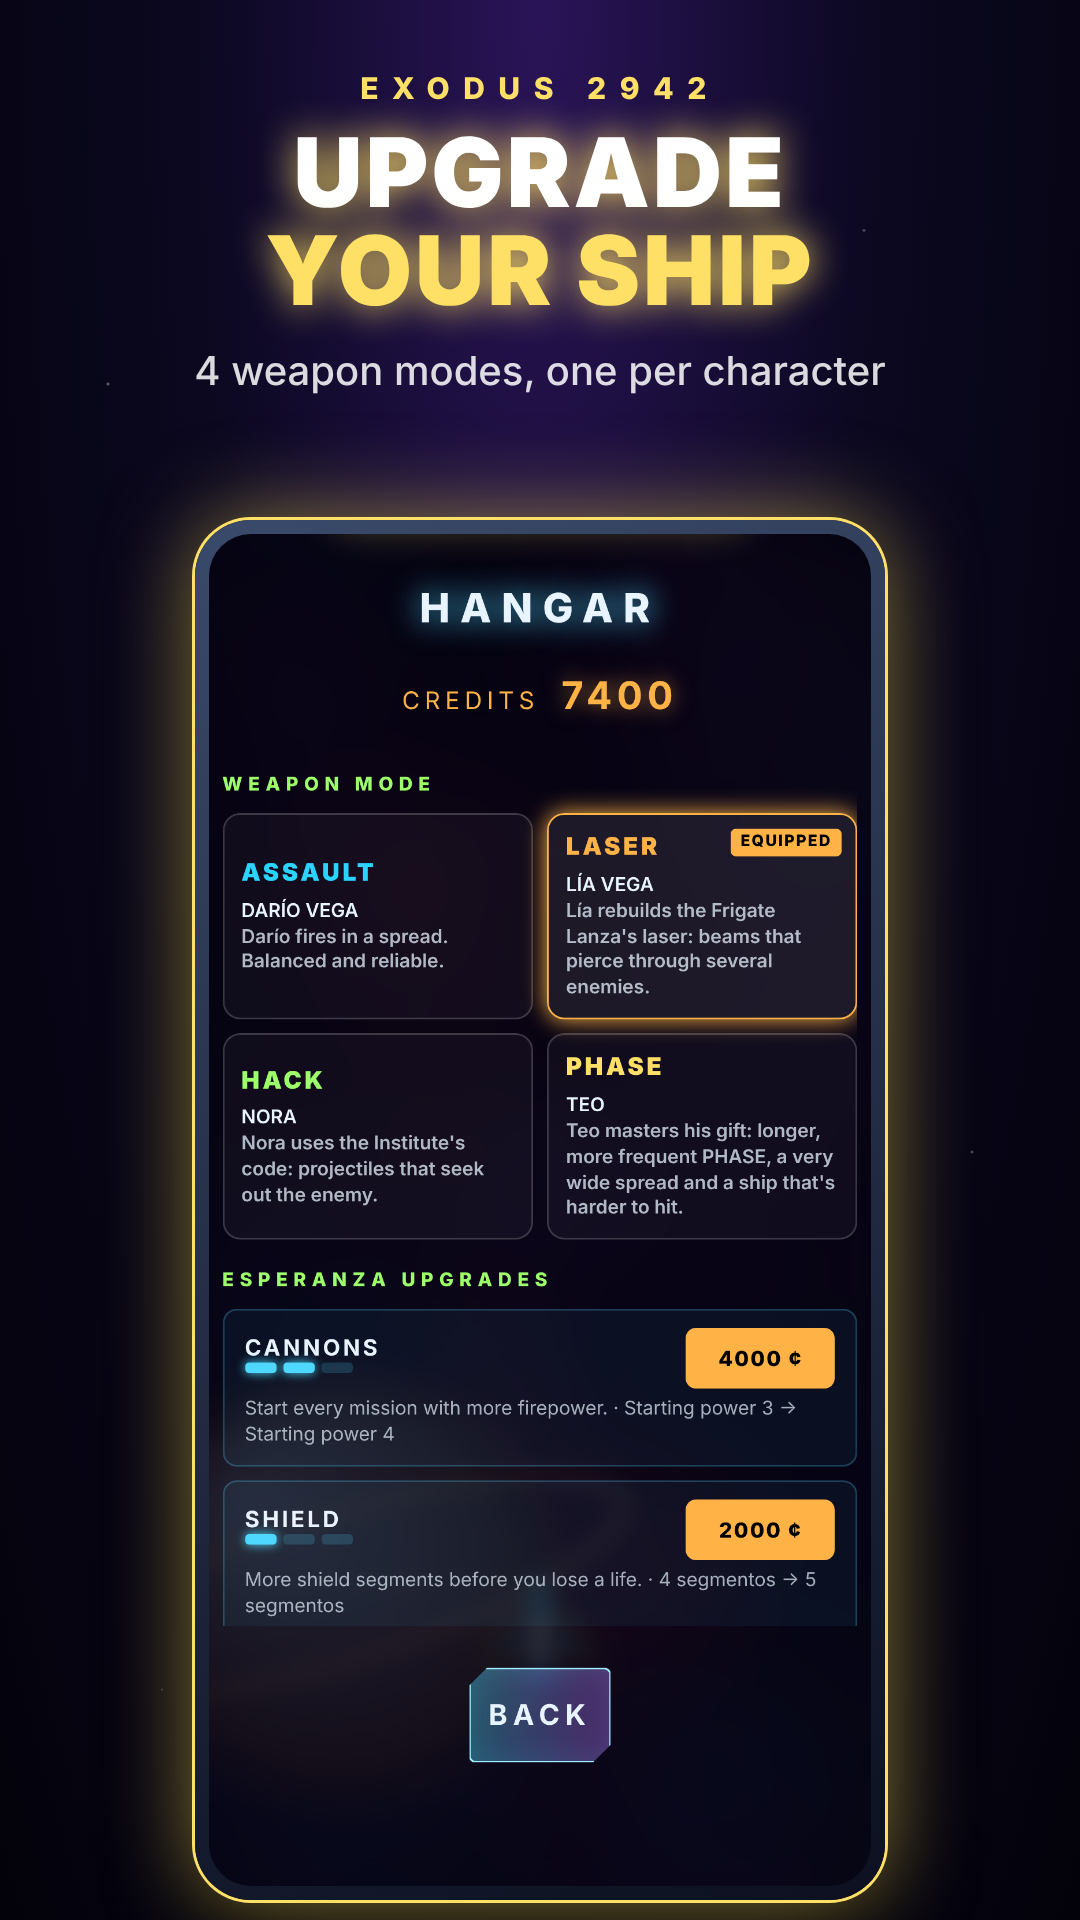 EXODUS 2942
UPGRADE
YOUR SHIP
4 weapon modes, one per character
HANGAR
CREDITS 7400
WEAPON MODE
ASSAULT
DARÍO VEGA
Darío fires in a spread.
Balanced and reliable.
LASER
EQUIPPED
LÍA VEGA
Lía rebuilds the Frigate
Lanza's laser: beams that
pierce through several
enemies.
HACK
NORA
Nora uses the Institute's
code: projectiles that seek
out the enemy.
PHASE
TEO
Teo masters his gift: longer,
more frequent PHASE, a very
wide spread and a ship that's
harder to hit.
ESPERANZA UPGRADES
CANNONS
4000 ¢
Start every mission with more firepower. · Starting power 3 →
Starting power 4
SHIELD
2000 ¢
More shield segments before you lose a life. · 4 segmentos → 5
segmentos
BACK